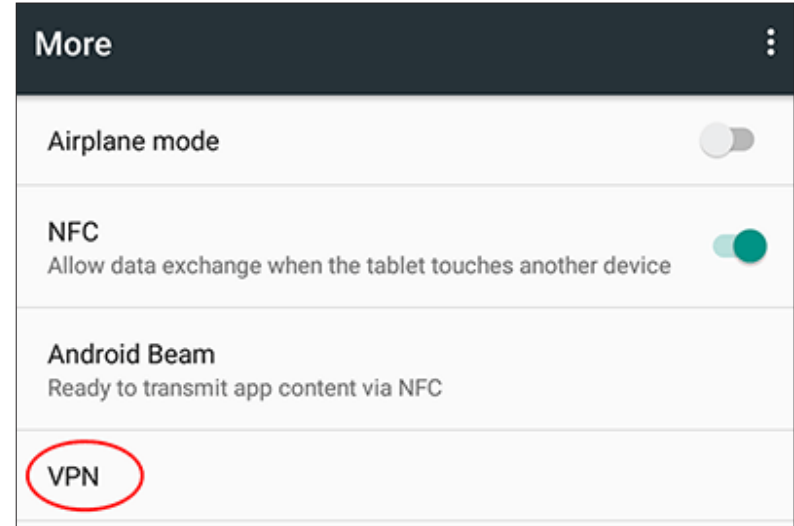 More
Airplane mode
NFC
Allow data exchange when the tablet touches another device
Android Beam
Ready to transmit app content via NFC
VPN